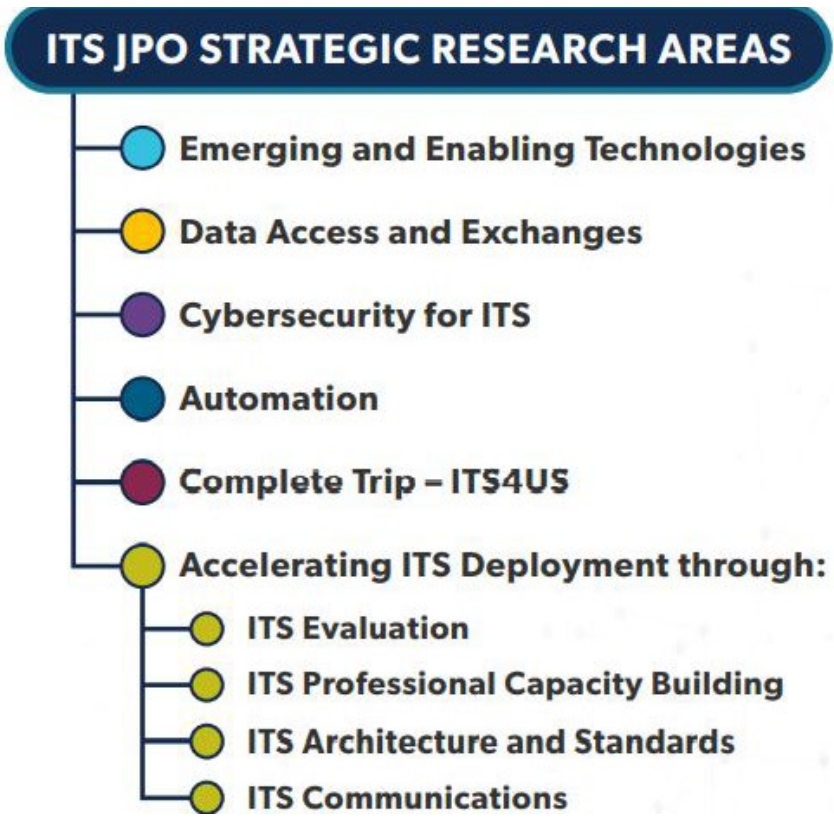 ITS JPO STRATEGIC RESEARCH AREAS
Emerging and Enabling Technologies
Data Access and Exchanges
Cybersecurity for ITS
Automation
Complete Trip – ITS4US
Accelerating ITS Deployment through:
ITS Evaluation
ITS Professional Capacity Building
ITS Architecture and Standards
ITS Communications